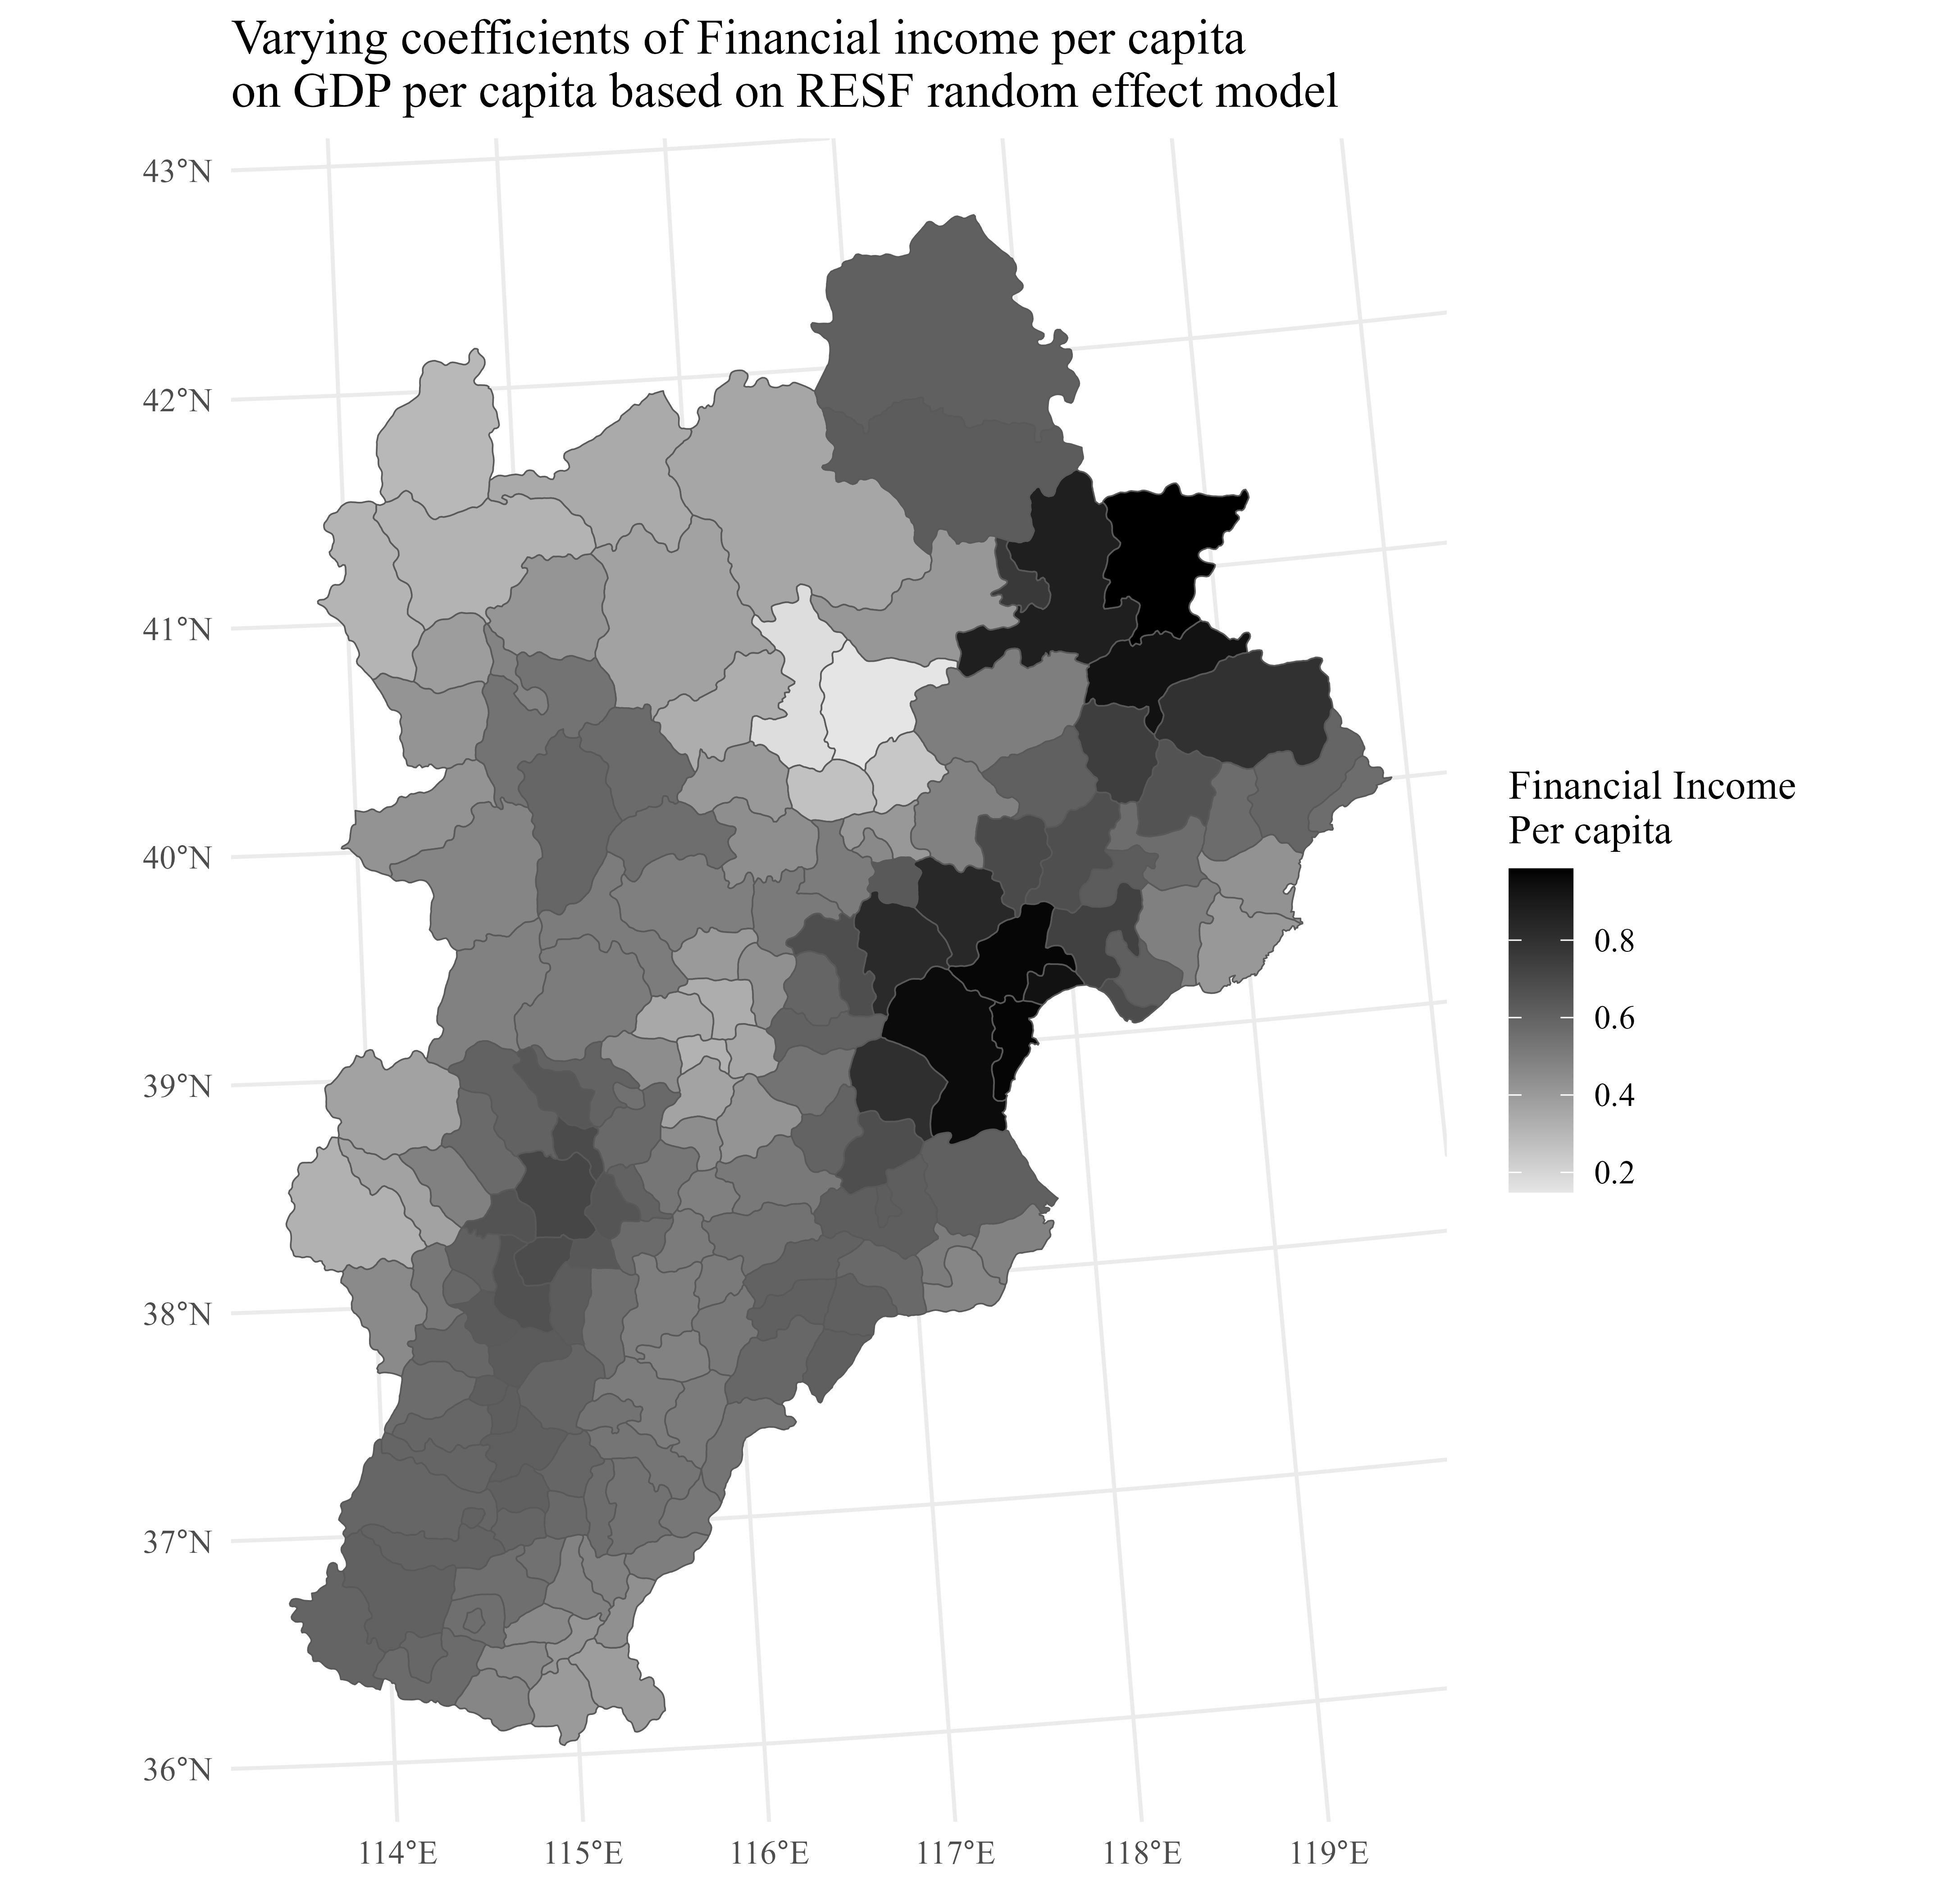 Varying coefficients of Financial income per capita
on GDP per capita based on RESF random effect model
43°N
42°N
41°N
40°N
39°N
38°N
37°N
36°N
114°E
115°E
116°E
117°E
118°E
119°E
Financial Income
Per capita
0.8
0.6
0.4
0.2